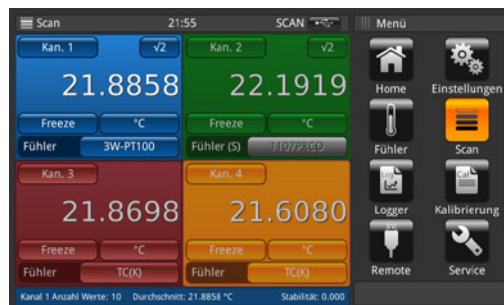 Scan 21:55 SCAN
Menü
Kan. 1 √2
21.8858
Freeze °C
Fühler 3W-PT100
Kan. 2 √2
22.1919
Freeze °C
Fühler (S)
Kan. 3
21.8698
Freeze °C
Fühler TC(K)
Kan. 4
21.6080
Freeze °C
Fühler TC(K)
Kanal 1 Anzahl Werte: 10 Durchschnitt: 21.8858 °C Stabilität: 0.000
Home Einstellungen
Fühler Scan
Log
Cal
Logger Kalibrierung
Remote Service